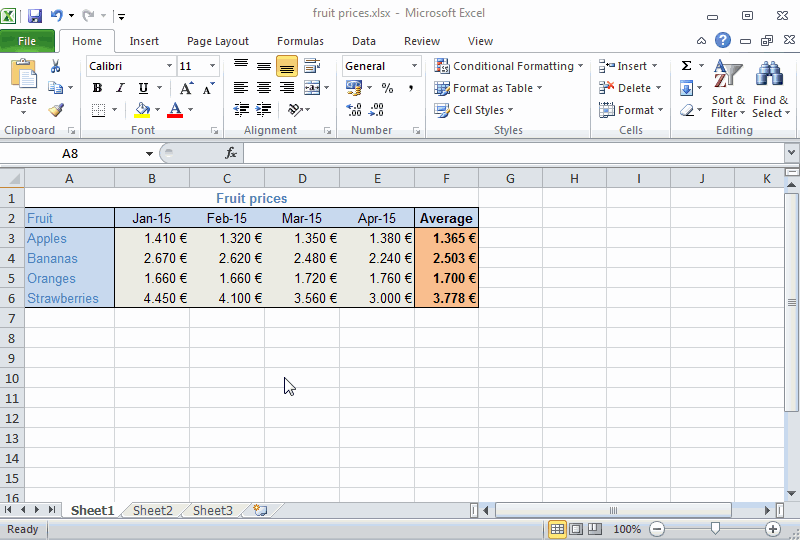 fruit prices.xlsx - Microsoft Excel
File Home Insert Page Layout Formulas Data Review View
Calibri 11 General Conditional Formatting Insert Σ
Paste B I U A A % , Format as Table Delete Sort & Filter Find & Select
A Cell Styles Format
Clipboard Font Alignment Number Styles Cells Editing
A8 fx
A B C D E F G H I J K
1 Fruit prices
2 Fruit Jan-15 Feb-15 Mar-15 Apr-15 Average
3 Apples 1.410 € 1.320 € 1.350 € 1.380 € 1.365 €
4 Bananas 2.670 € 2.620 € 2.480 € 2.240 € 2.503 €
5 Oranges 1.660 € 1.660 € 1.720 € 1.760 € 1.700 €
6 Strawberries 4.450 € 4.100 € 3.560 € 3.000 € 3.778 €
7
8
9
10
11
12
13
14
15
16
Sheet1 Sheet2 Sheet3
Ready 100%